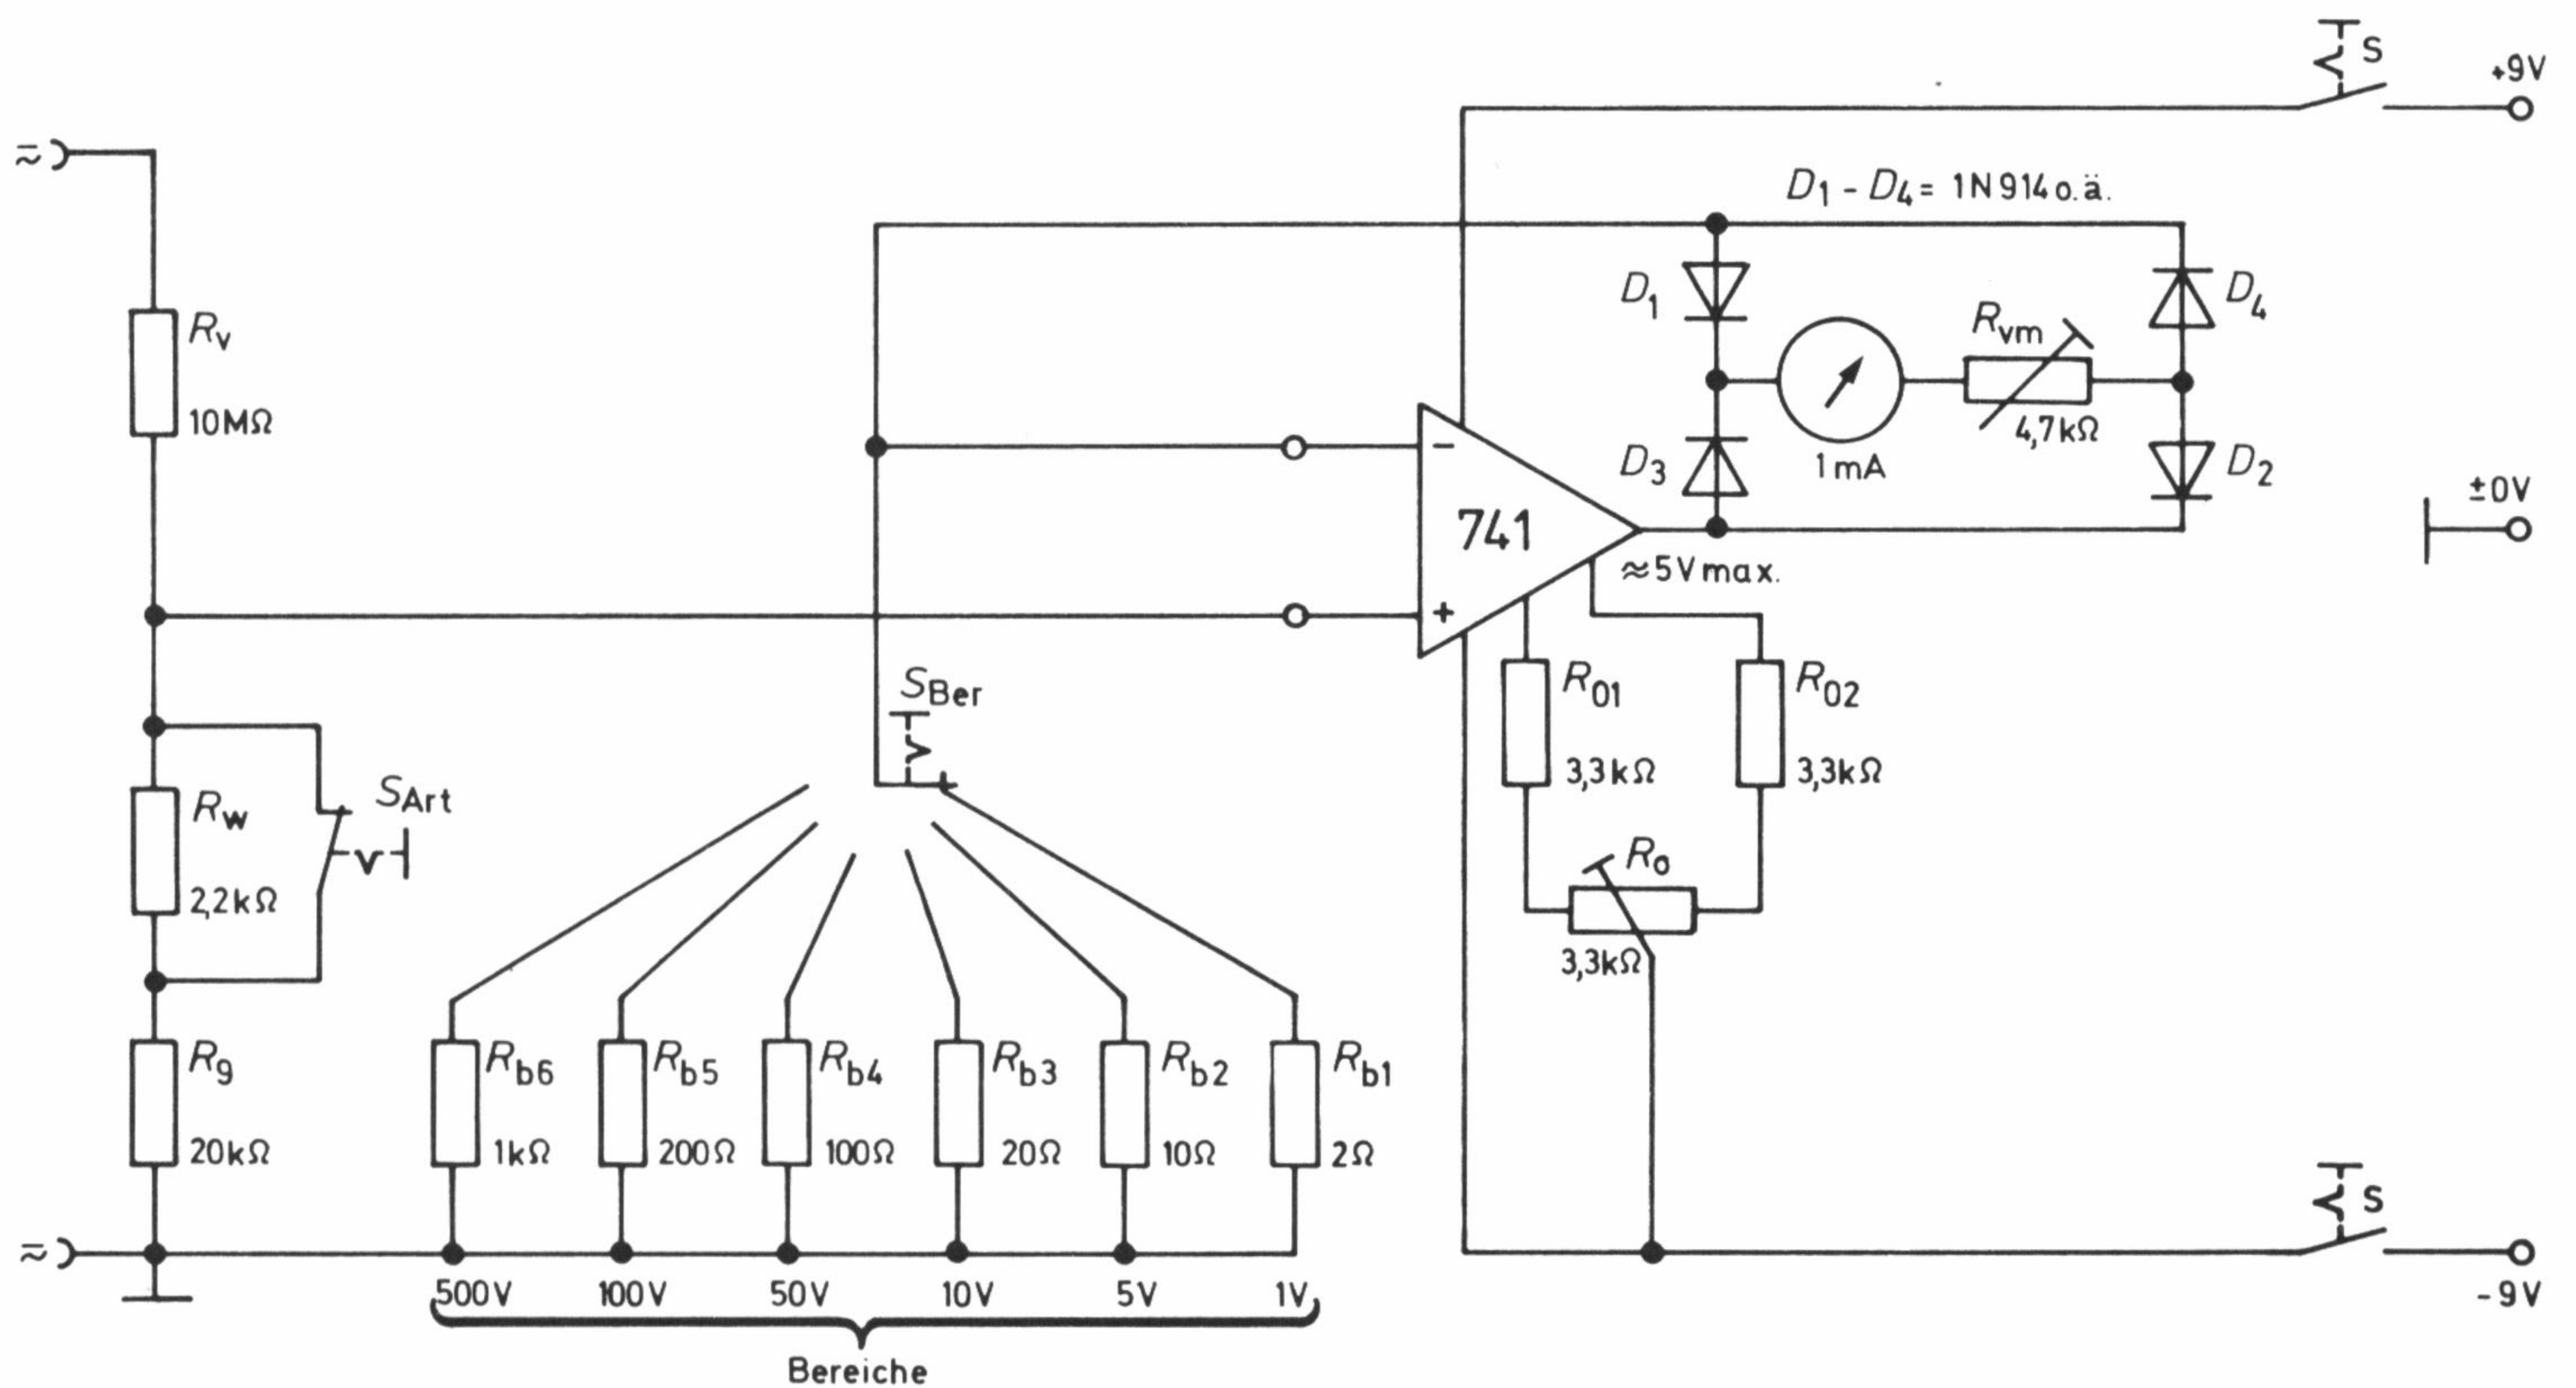 S
+9V
≂
D1 - D4 = 1N914 o. ä.
Rv
10MΩ
D1
D4
Rvm
4,7kΩ
1mA
D3
D2
±0V
−
741
+
≈5V max.
SBer
R01
3,3kΩ
R02
3,3kΩ
SArt
Rw
2,2kΩ
R0
3,3kΩ
R9
20kΩ
Rb6
1kΩ
Rb5
200Ω
Rb4
100Ω
Rb3
20Ω
Rb2
10Ω
Rb1
2Ω
S
≂
500V 100V 50V 10V 5V 1V
-9V
Bereiche